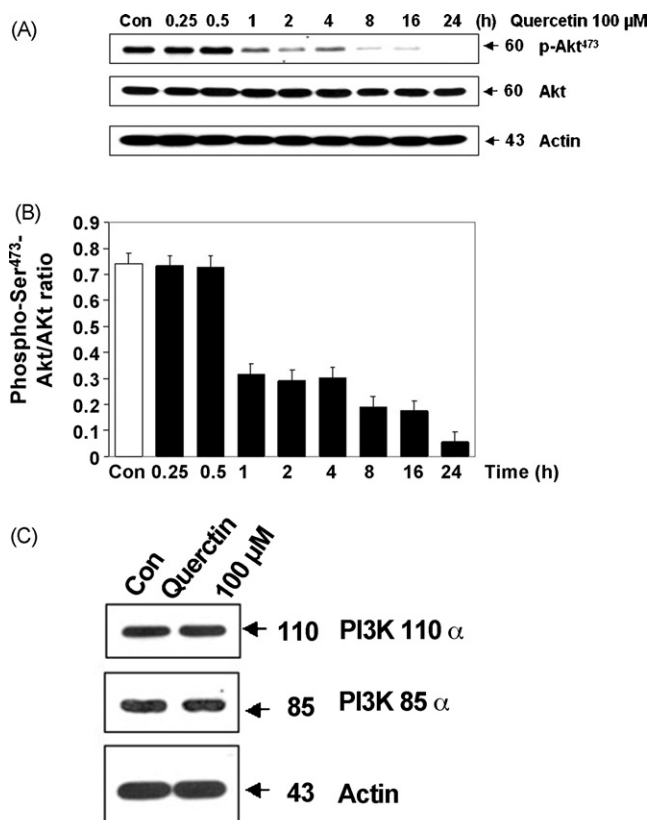 (A)
Con 0.25 0.5 1 2 4 8 16 24 (h) Quercetin 100 µM
60 p-Akt473
60 Akt
43 Actin
(B)
Phospho-Ser473-
Akt/AKt ratio
0.9
0.8
0.7
0.6
0.5
0.4
0.3
0.2
0.1
0
Con 0.25 0.5 1 2 4 8 16 24 Time (h)
(C)
Con
Querctin
100 µM
110 PI3K 110 α
85 PI3K 85 α
43 Actin